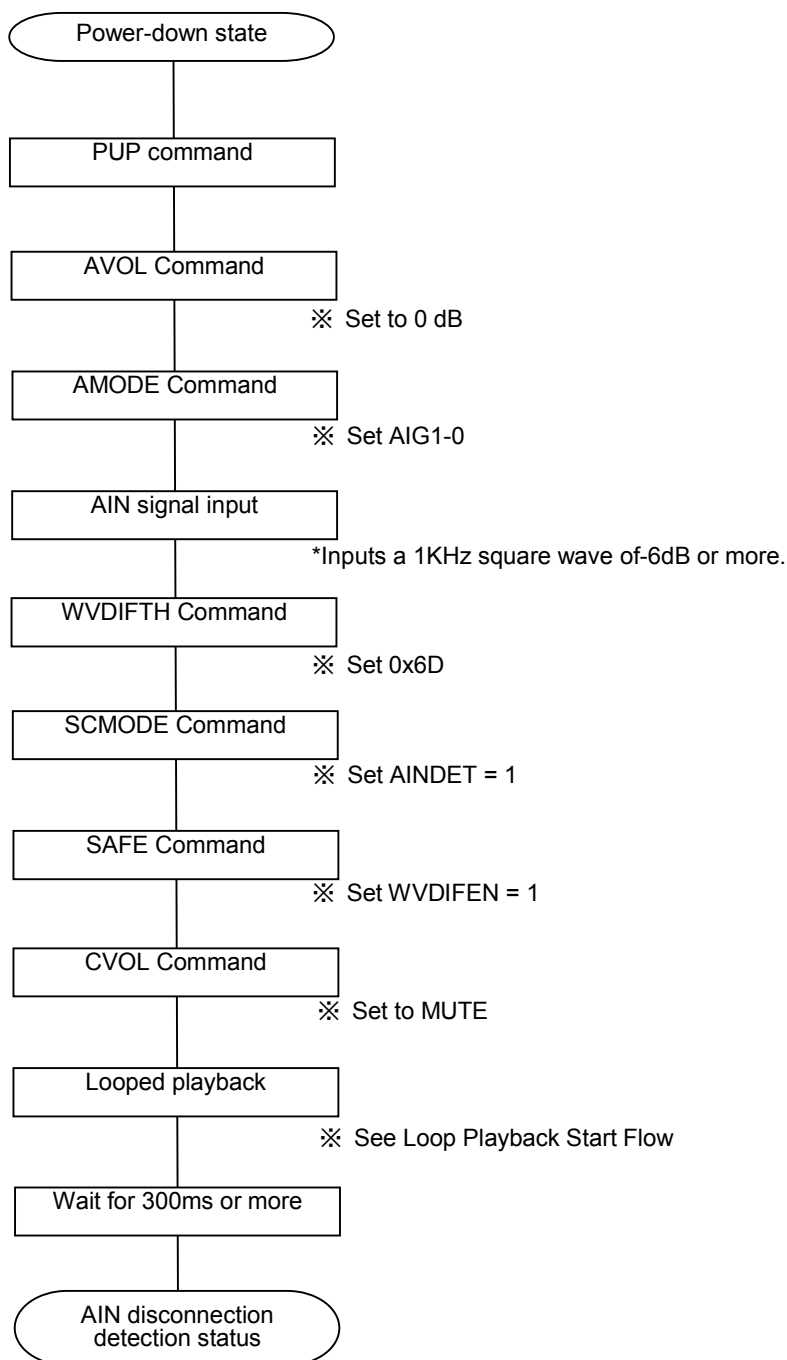 Power-down state
PUP command
AVOL Command
※ Set to 0 dB
AMODE Command
※ Set AIG1-0
AIN signal input
*Inputs a 1KHz square wave of-6dB or more.
WVDIFTH Command
※ Set 0x6D
SCMODE Command
※ Set AINDET = 1
SAFE Command
※ Set WVDIFEN = 1
CVOL Command
※ Set to MUTE
Looped playback
※ See Loop Playback Start Flow
Wait for 300ms or more
AIN disconnection
detection status